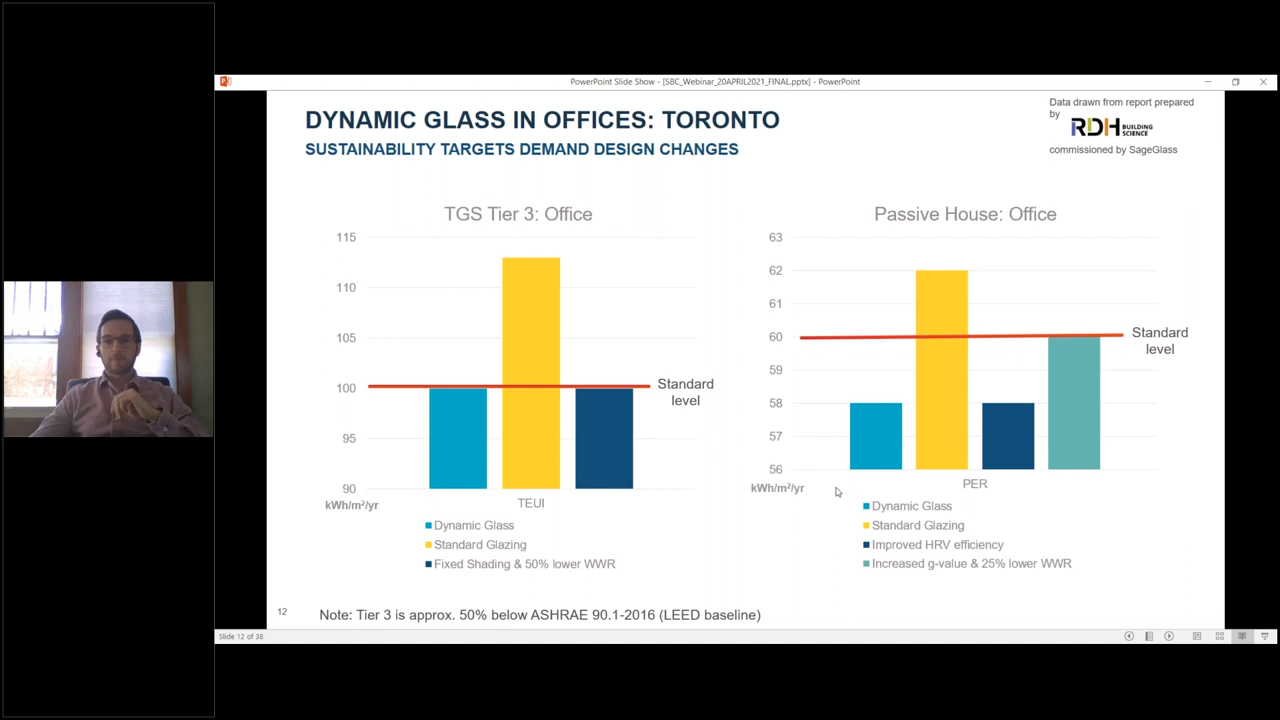 PowerPoint Slide Show - [SBC_Webinar_20APRIL2021_FINAL.pptx] - PowerPoint
DYNAMIC GLASS IN OFFICES: TORONTO
SUSTAINABILITY TARGETS DEMAND DESIGN CHANGES
Data drawn from report prepared
by
RDH BUILDING
SCIENCE
commissioned by SageGlass
TGS Tier 3: Office
115
110
105
100
95
90
Standard
level
kWh/m²/yr
TEUI
Dynamic Glass
Standard Glazing
Fixed Shading & 50% lower WWR
Passive House: Office
63
62
61
60
59
58
57
56
Standard
level
kWh/m²/yr
PER
Dynamic Glass
Standard Glazing
Improved HRV efficiency
Increased g-value & 25% lower WWR
12
Note: Tier 3 is approx. 50% below ASHRAE 90.1-2016 (LEED baseline)
Slide 12 of 38